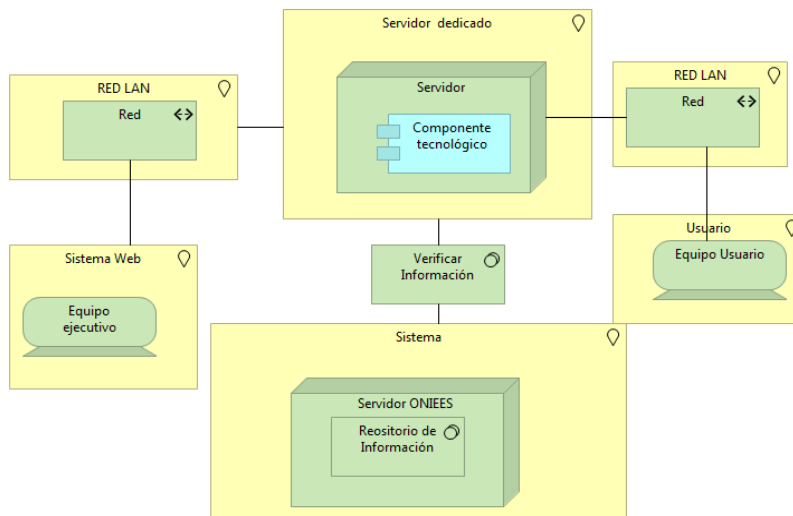 Servidor dedicado
RED LAN
Red
Servidor
Componente
tecnológico
RED LAN
Red
Sistema Web
Equipo
ejecutivo
Verificar
Información
Usuario
Equipo Usuario
Sistema
Servidor ONIEES
Reositorio de
Información